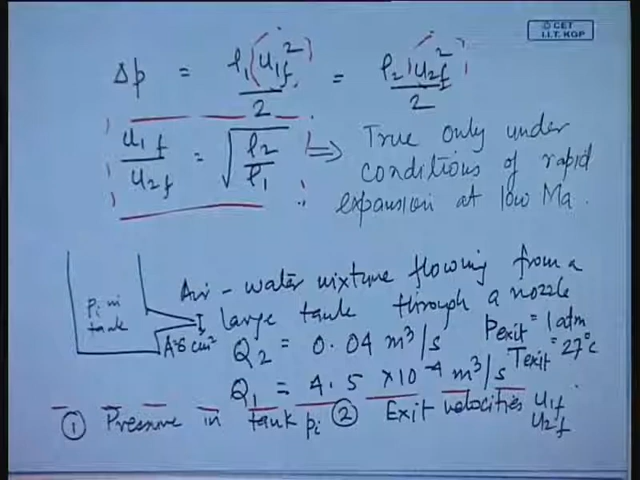 © CET
I.I.T. KGP
Δp = ρ₁(u₁f²)/2 = ρ₂(u₂f²)/2
u₁f/u₂f = √(ρ₂/ρ₁) ⇒ True only under
conditions of rapid
expansion at low Ma.
Air-water mixture flowing from a
large tank through a nozzle
Pi in
tank
A=8 cm²
Q₂ = 0.04 m³/s
Pexit = 1 atm
Texit = 27°c
Q₁ = 4.5 × 10⁻⁴ m³/s
① Pressure in tank pi ② Exit velocities u₁f
u₂f